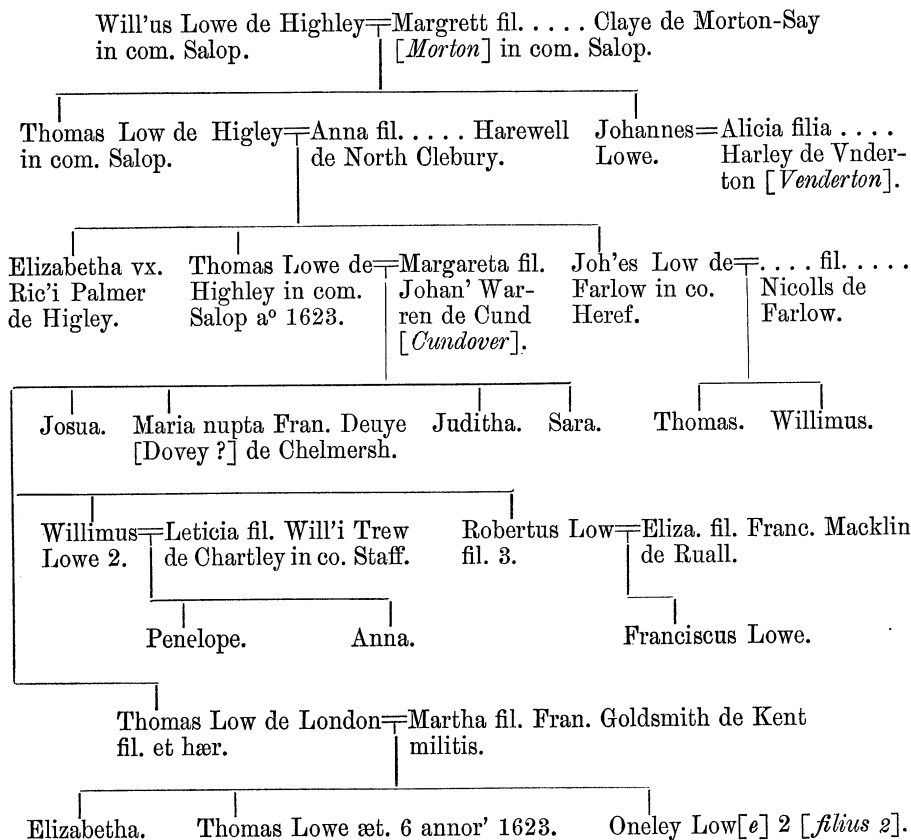 Will'us Lowe de Highley Margrett fil. . . . . . Claye de Morton-Say
in com. Salop. [Morton] in com. Salop.
Thomas Low de Higley Anna fil. . . . . . Harewell
in com. Salop. de North Clebury.
Johannes Alicia filia . . . .
Lowe. Harley de Vnder-
ton [Venderton].
Elizabetha vx.
Ric'i Palmer
de Higley.
Thomas Lowe de Margareta fil.
Highley in com. Johan' War-
Salop aº 1623. ren de Cund
[Cundover].
Joh'es Low de . . . . fil. . . . . .
Farlow in co. Nicolls de
Heref. Farlow.
Josua. Maria nupta Fran. Deuye Juditha. Sara. Thomas. Willimus.
[Dovey ?] de Chelmersh.
Willimus Leticia fil. Will'i Trew
Lowe 2. de Chartley in co. Staff.
Robertus Low Eliza. fil. Franc. Macklin
fil. 3. de Ruall.
Penelope. Anna. Franciscus Lowe.
Thomas Low de London Martha fil. Fran. Goldsmith de Kent
fil. et hær. militis.
Elizabetha. Thomas Lowe æt. 6 annor' 1623. Oneley Low[e] 2 [filius 2].